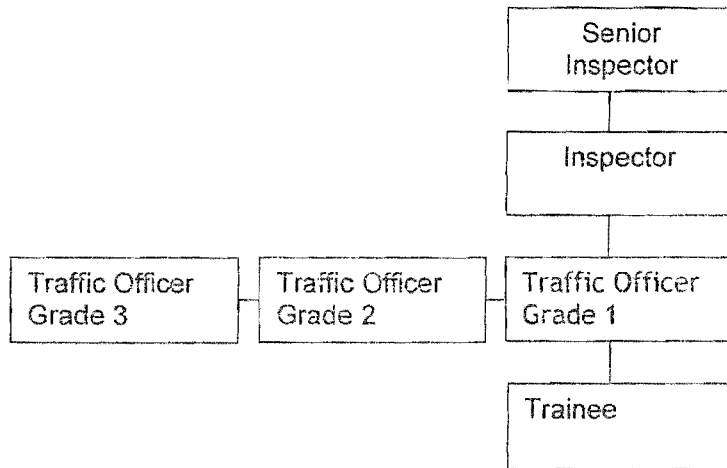 Senior
Inspector
Inspector
Traffic Officer
Grade 3
Traffic Officer
Grade 2
Traffic Officer
Grade 1
Trainee